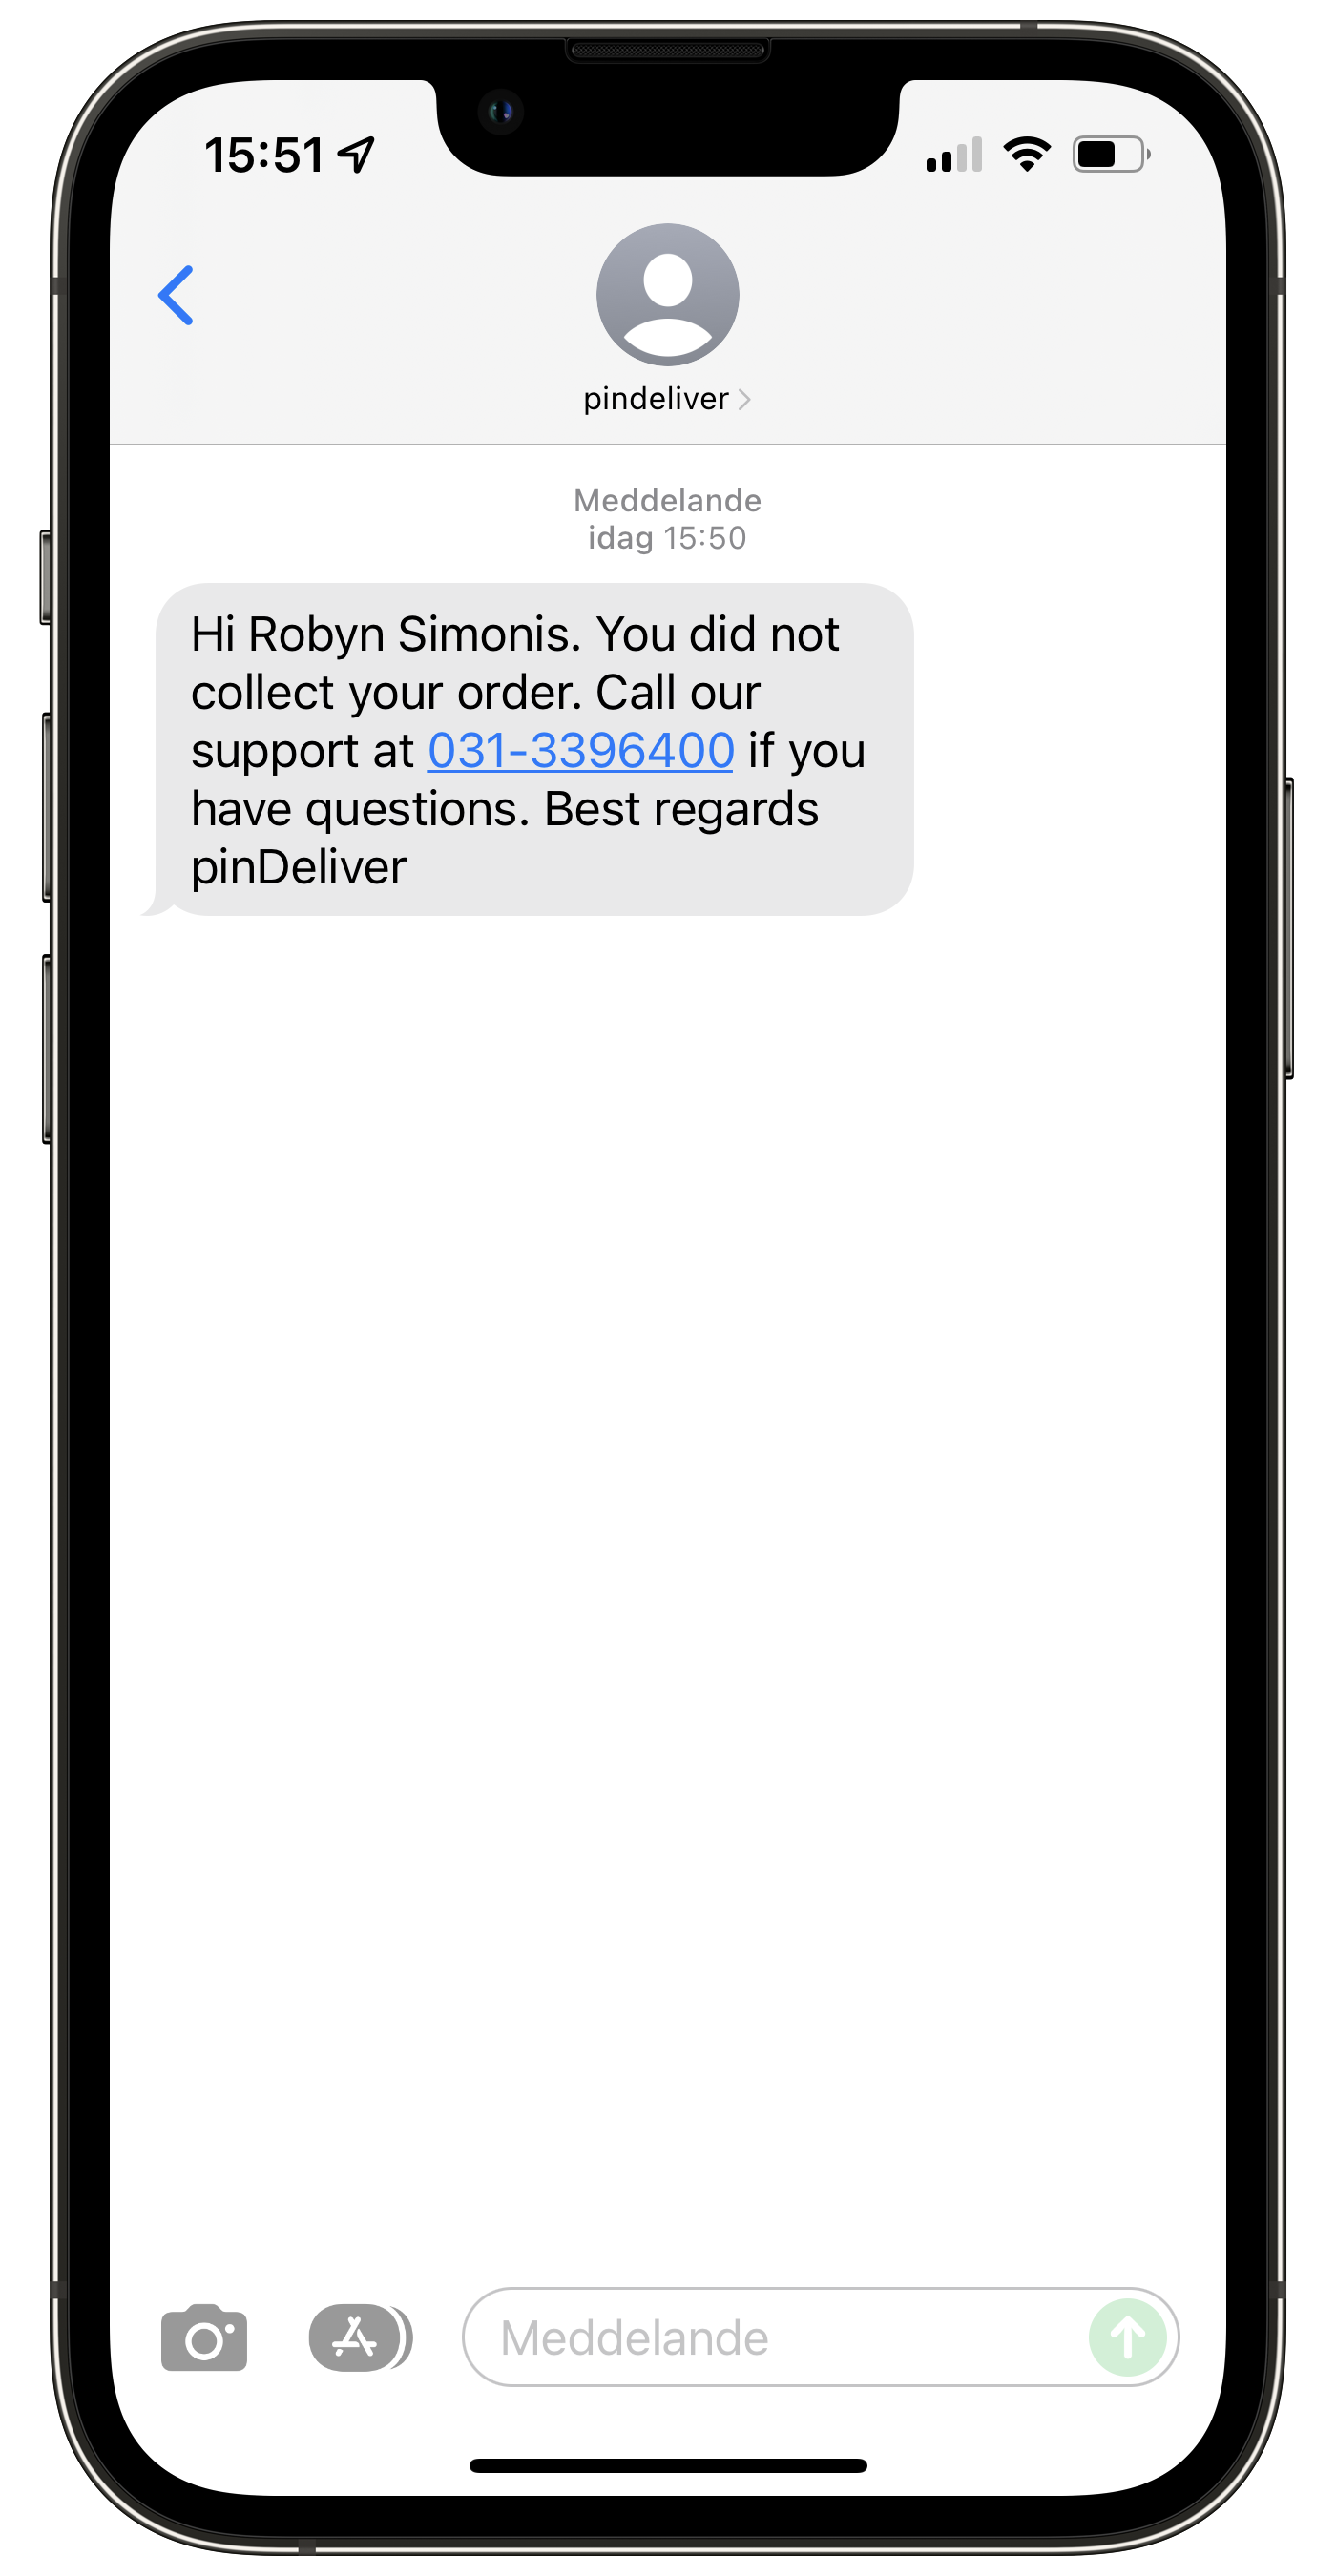 15:51
pindeliver
Meddelande
idag 15:50
Hi Robyn Simonis. You did not
collect your order. Call our
support at 031-3396400 if you
have questions. Best regards
pinDeliver
Meddelande